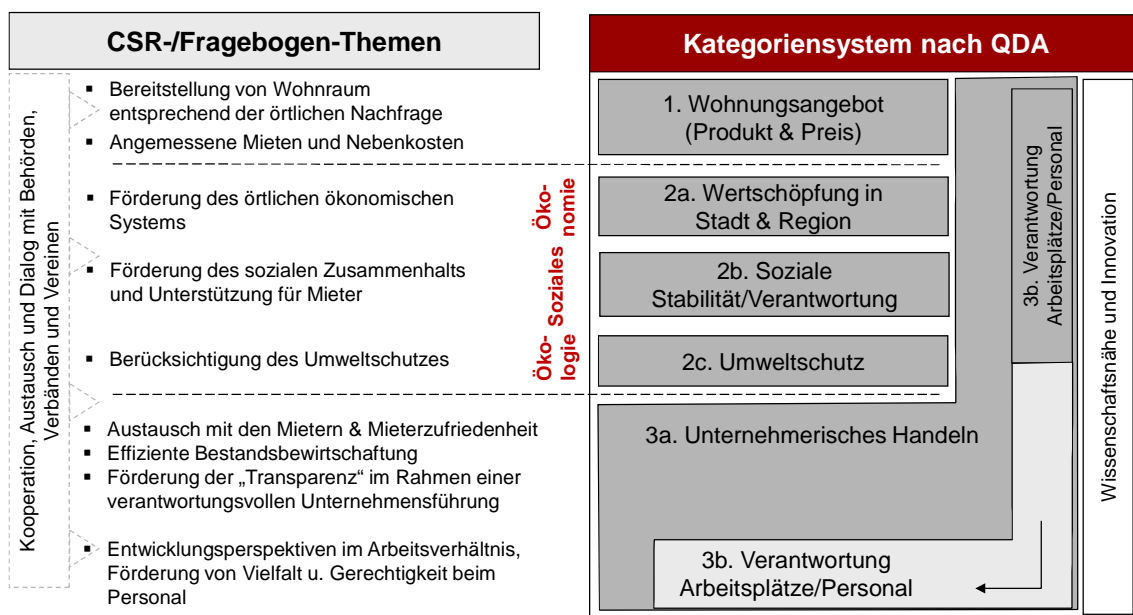 CSR-/Fragebogen-Themen
Kooperation, Austausch und Dialog mit Behörden,
Verbänden und Vereinen
▪ Bereitstellung von Wohnraum
entsprechend der örtlichen Nachfrage
▪ Angemessene Mieten und Nebenkosten
▪ Förderung des örtlichen ökonomischen
Systems
▪ Förderung des sozialen Zusammenhalts
und Unterstützung für Mieter
▪ Berücksichtigung des Umweltschutzes
▪ Austausch mit den Mietern & Mieterzufriedenheit
▪ Effiziente Bestandsbewirtschaftung
▪ Förderung der „Transparenz" im Rahmen einer
verantwortungsvollen Unternehmensführung
▪ Entwicklungsperspektiven im Arbeitsverhältnis,
Förderung von Vielfalt u. Gerechtigkeit beim
Personal
Öko-
nomie
Soziales
Öko-
logie
Kategoriensystem nach QDA
1. Wohnungsangebot
(Produkt & Preis)
2a. Wertschöpfung in
Stadt & Region
2b. Soziale
Stabilität/Verantwortung
2c. Umweltschutz
3a. Unternehmerisches Handeln
3b. Verantwortung
Arbeitsplätze/Personal
3b. Verantwortung
Arbeitsplätze/Personal
Wissenschaftsnähe und Innovation